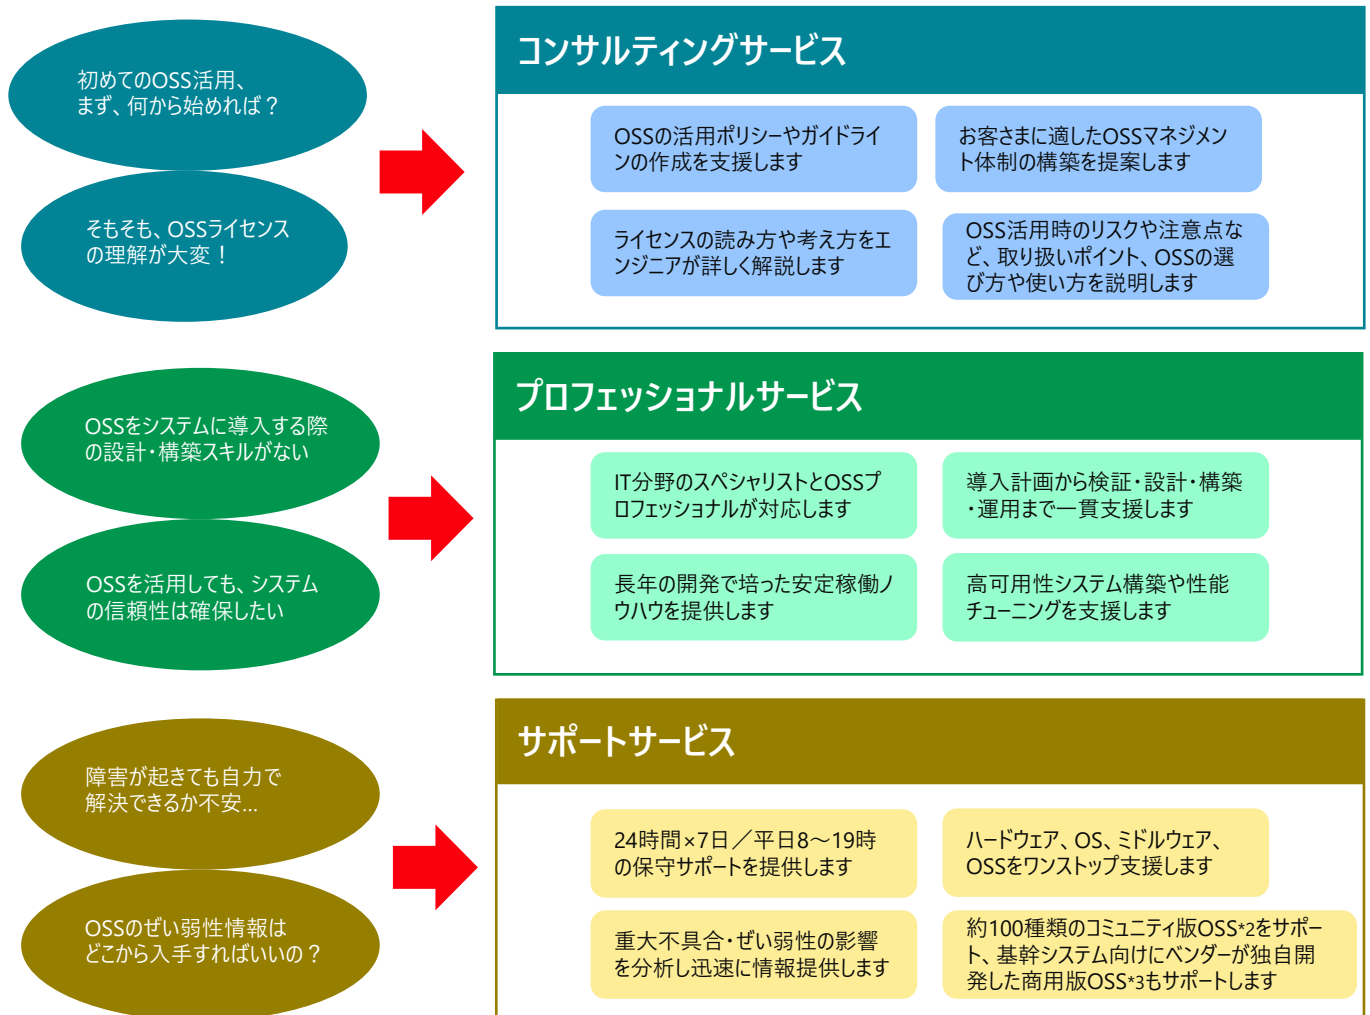 初めてのOSS活用、
まず、何から始めれば？
そもそも、OSSライセンス
の理解が大変！
コンサルティングサービス
OSSの活用ポリシーやガイドライ
ンの作成を支援します
お客さまに適したOSSマネジメン
ト体制の構築を提案します
ライセンスの読み方や考え方をエ
ンジニアが詳しく解説します
OSS活用時のリスクや注意点な
ど、取り扱いポイント、OSSの選
び方や使い方を説明します
OSSをシステムに導入する際
の設計・構築スキルがない
OSSを活用しても、システム
の信頼性は確保したい
プロフェッショナルサービス
IT分野のスペシャリストとOSSプ
ロフェッショナルが対応します
導入計画から検証・設計・構築
・運用まで一貫支援します
長年の開発で培った安定稼働ノ
ウハウを提供します
高可用性システム構築や性能
チューニングを支援します
障害が起きても自力で
解決できるか不安...
OSSのぜい弱性情報は
どこから入手すればいいの？
サポートサービス
24時間×7日／平日8～19時
の保守サポートを提供します
ハードウェア、OS、ミドルウェア、
OSSをワンストップ支援します
重大不具合・ぜい弱性の影響
を分析し迅速に情報提供します
約100種類のコミュニティ版OSS*2をサポー
ト、基幹システム向けにベンダーが独自開
発した商用版OSS*3もサポートします